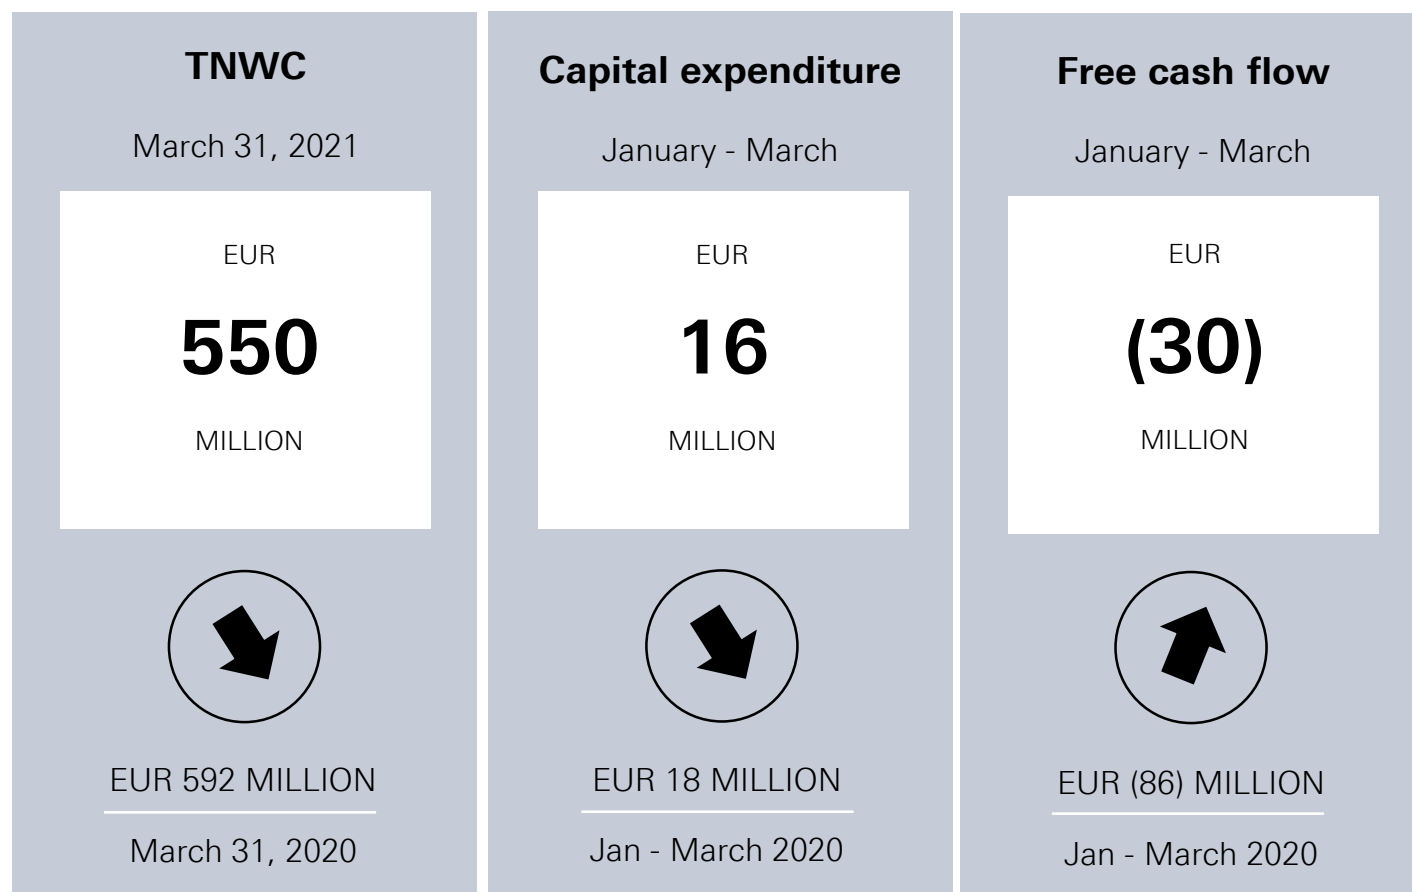 TNWC
March 31, 2021
EUR
550
MILLION
EUR 592 MILLION
March 31, 2020
Capital expenditure
January - March
EUR
16
MILLION
EUR 18 MILLION
Jan - March 2020
Free cash flow
January - March
EUR
(30)
MILLION
EUR (86) MILLION
Jan - March 2020